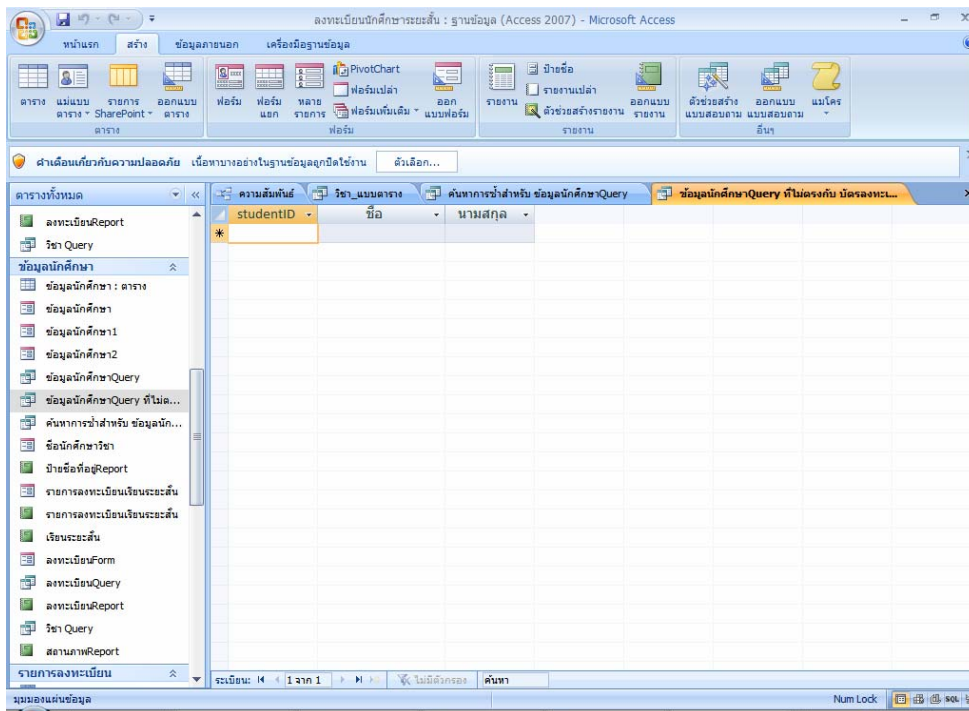 ลงทะเบียนนักศึกษาระยะสั้น : ฐานข้อมูล (Access 2007) - Microsoft Access
หน้าแรก สร้าง ข้อมูลภายนอก เครื่องมือฐานข้อมูล
ตาราง แม่แบบตาราง รายการ SharePoint ออกแบบตาราง
ตาราง
ฟอร์ม ฟอร์มแยก หลายรายการ PivotChart ฟอร์มเปล่า ฟอร์มเพิ่มเติม ออกแบบฟอร์ม
ฟอร์ม
รายงาน ป้ายชื่อ รายงานเปล่า ตัวช่วยสร้างรายงาน ออกแบบรายงาน
รายงาน
ตัวช่วยสร้างแบบสอบถาม ออกแบบแบบสอบถาม แมโคร
อื่นๆ
คำเตือนเกี่ยวกับความปลอดภัย เนื้อหาบางอย่างในฐานข้อมูลถูกปิดใช้งาน ตัวเลือก...
ตารางทั้งหมด
ลงทะเบียนReport
วิชา Query
ข้อมูลนักศึกษา
ข้อมูลนักศึกษา : ตาราง
ข้อมูลนักศึกษา
ข้อมูลนักศึกษา1
ข้อมูลนักศึกษา2
ข้อมูลนักศึกษาQuery
ข้อมูลนักศึกษาQuery ที่ไม่ต...
ค้นหาการซ้ำสำหรับ ข้อมูลนัก...
ชื่อนักศึกษาวิชา
ป้ายชื่อที่อยู่Report
รายการลงทะเบียนเรียนระยะสั้น
รายการลงทะเบียนเรียนระยะสั้น
เรียนระยะสั้น
ลงทะเบียนForm
ลงทะเบียนQuery
ลงทะเบียนReport
วิชา Query
สถานภาพReport
รายการลงทะเบียน
ความสัมพันธ์ วิชา_แบบตาราง ค้นหาการซ้ำสำหรับ ข้อมูลนักศึกษาQuery ข้อมูลนักศึกษาQuery ที่ไม่ตรงกับ บัตรลงทะเ...
studentID ชื่อ นามสกุล
ระเบียน: 1 จาก 1 ไม่มีตัวกรอง ค้นหา
มุมมองแผ่นข้อมูล Num Lock SQL